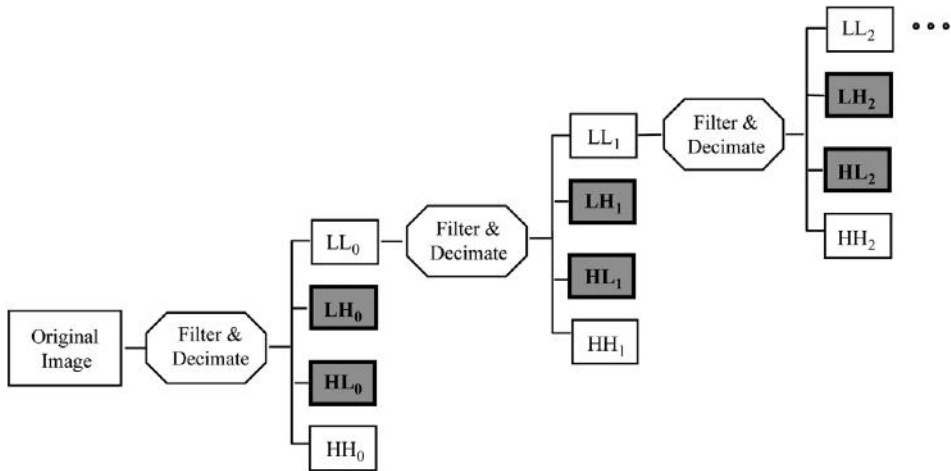 Original
Image
Filter &
Decimate
LL₀
LH₀
HL₀
HH₀
Filter &
Decimate
LL₁
LH₁
HL₁
HH₁
Filter &
Decimate
LL₂
LH₂
HL₂
HH₂